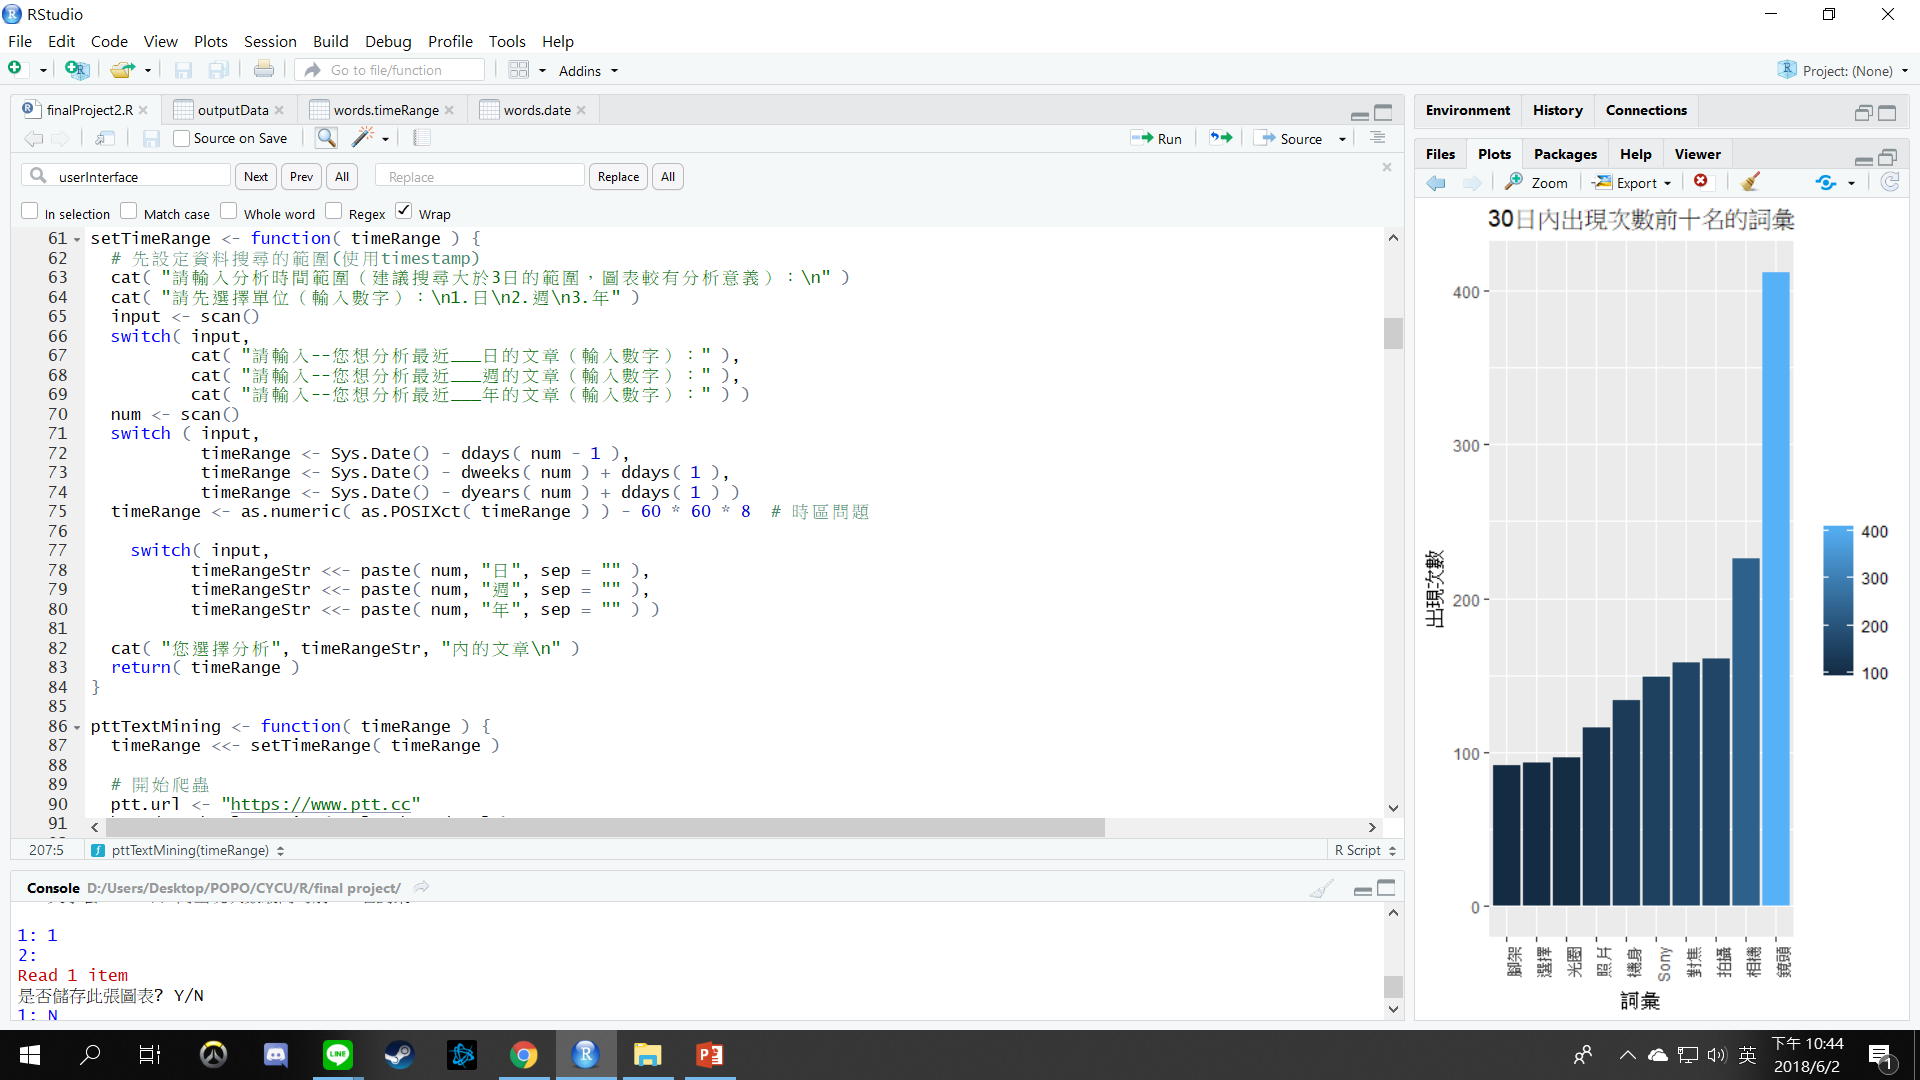 RStudio
File Edit Code View Plots Session Build Debug Profile Tools Help
Go to file/function Addins Project: (None)
finalProject2.R outputData words.timeRange words.date
Source on Save Run Source
userInterface Next Prev All Replace Replace All
In selection Match case Whole word Regex Wrap
61 setTimeRange <- function( timeRange ) {
62 # 先設定資料搜尋的範圍(使用timestamp)
63 cat( "請輸入分析時間範圍（建議搜尋大於3日的範圍，圖表較有分析意義）：\n" )
64 cat( "請先選擇單位（輸入數字）：\n1.日\n2.週\n3.年" )
65 input <- scan()
66 switch( input,
67 cat( "請輸入--您想分析最近___日的文章（輸入數字）：" ),
68 cat( "請輸入--您想分析最近___週的文章（輸入數字）：" ),
69 cat( "請輸入--您想分析最近___年的文章（輸入數字）：" ) )
70 num <- scan()
71 switch ( input,
72 timeRange <- Sys.Date() - ddays( num - 1 ),
73 timeRange <- Sys.Date() - dweeks( num ) + ddays( 1 ),
74 timeRange <- Sys.Date() - dyears( num ) + ddays( 1 ) )
75 timeRange <- as.numeric( as.POSIXct( timeRange ) ) - 60 * 60 * 8 # 時區問題
76
77 switch( input,
78 timeRangeStr <<- paste( num, "日", sep = "" ),
79 timeRangeStr <<- paste( num, "週", sep = "" ),
80 timeRangeStr <<- paste( num, "年", sep = "" ) )
81
82 cat( "您選擇分析", timeRangeStr, "內的文章\n" )
83 return( timeRange )
84 }
85
86 pttTextMining <- function( timeRange ) {
87 timeRange <<- setTimeRange( timeRange )
88
89 # 開始爬蟲
90 ptt.url <- "https://www.ptt.cc"
91
207:5 pttTextMining(timeRange) R Script
Console D:/Users/Desktop/POPO/CYCU/R/final project/
1: 1
2:
Read 1 item
是否儲存此張圖表? Y/N
1: N
Environment History Connections
Files Plots Packages Help Viewer
Zoom Export
30日內出現次數前十名的詞彙
400
300
200
100
0
出現次數
腳架 選擇 光圈 照片 機身 Sony 對焦 拍攝 相機 鏡頭
詞彙
400
300
200
100
LINE
英
下午 10:44
2018/6/2
1